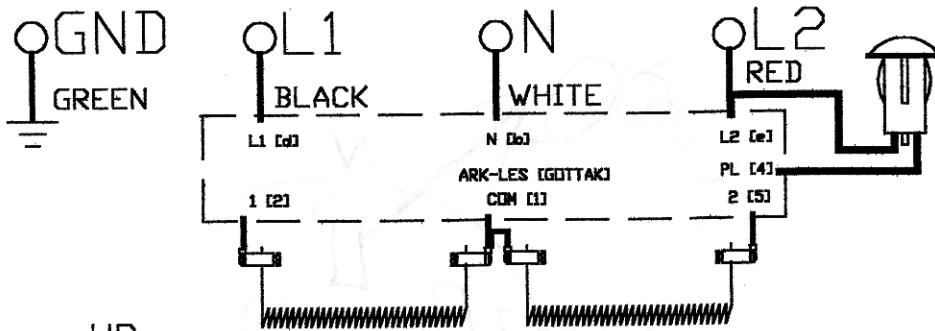 GND L1 N L2
GREEN BLACK WHITE RED
L1 [d] N [b] L2 [e]
ARK-LES [GOTTAK] PL [4]
1 [2] COM [1] 2 [5]